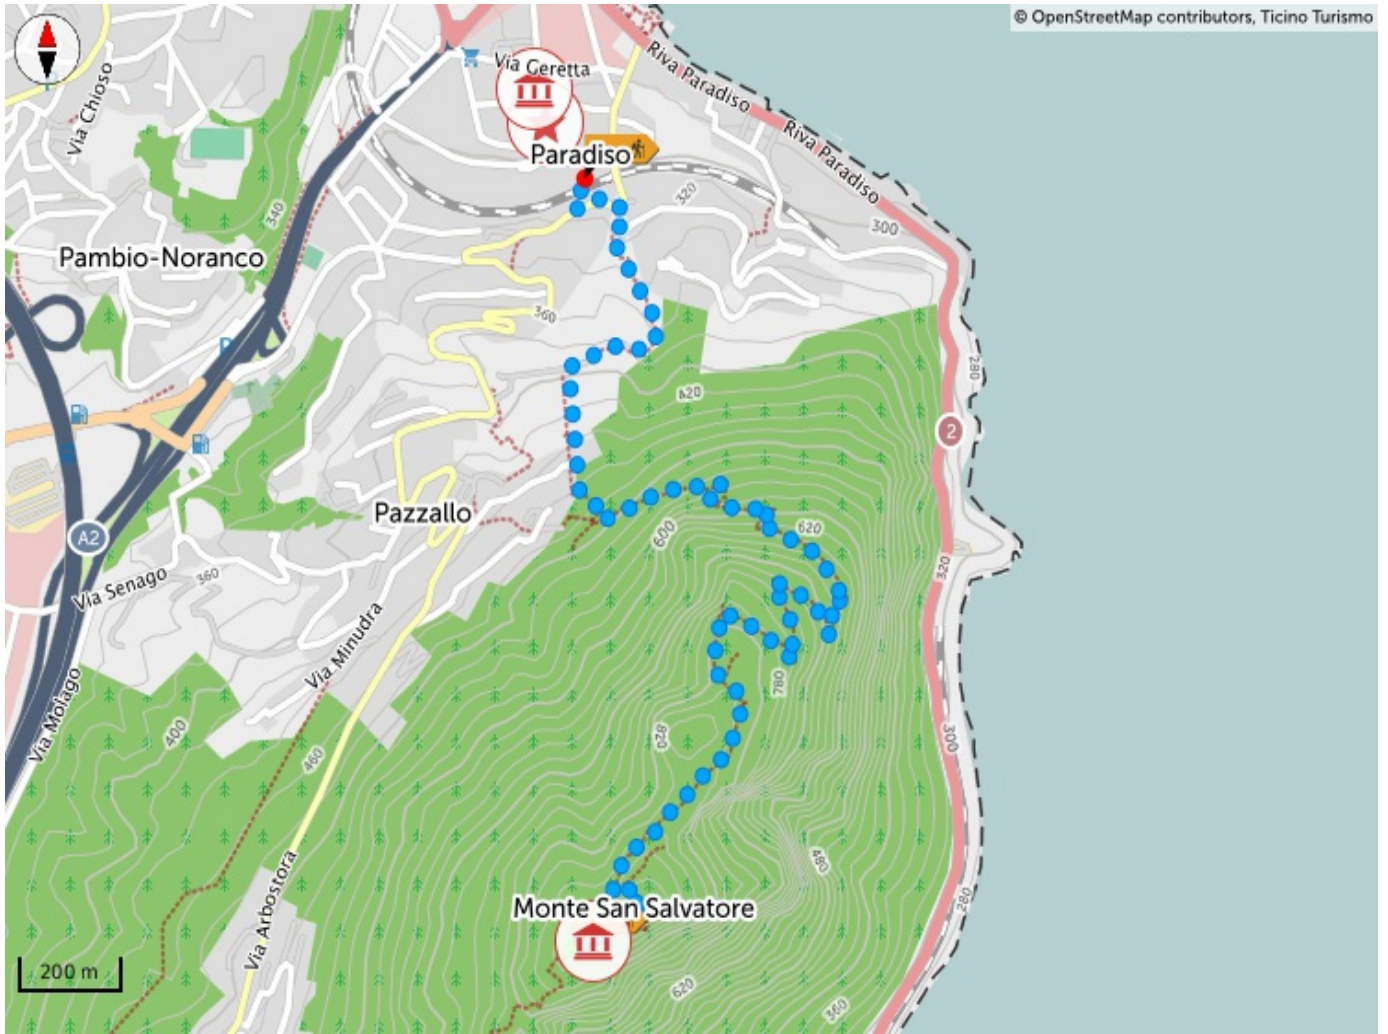 © OpenStreetMap contributors, Ticino Turismo
Riva Paradiso
Via Geretta
Via Chioso
Riva Paradiso
Paradiso
320
340
300
Pambio-Noranco
360
P
280
420
2
Pazzallo
A2
600
620
320
360
Via Senago
Via Minudra
780
Via Molago
400
820
300
460
480
Via Arbostora
280
Monte San Salvatore
200 m
620
360